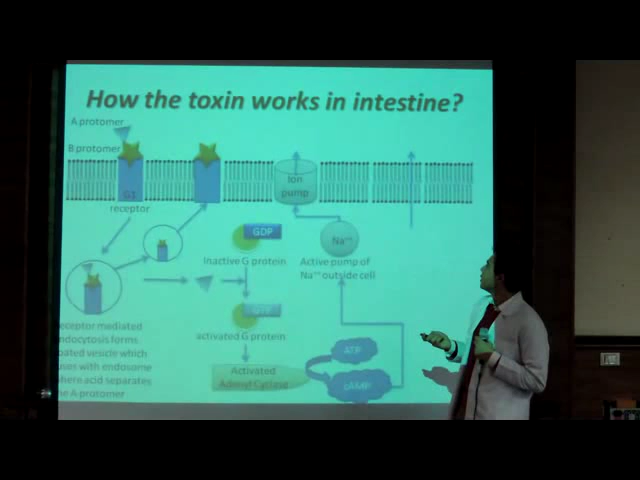 How the toxin works in intestine?
A protomer
B protomer
G1
receptor
Ion
pump
GDP
Inactive G protein
Na++
Active pump of
Na++ outside cell
GTP
activated G protein
Activated
Adenyl Cyclase
ATP
cAMP
eceptor mediated
ndocytosis forms
oated vesicle which
uses with endosome
here acid separates
he A protomer